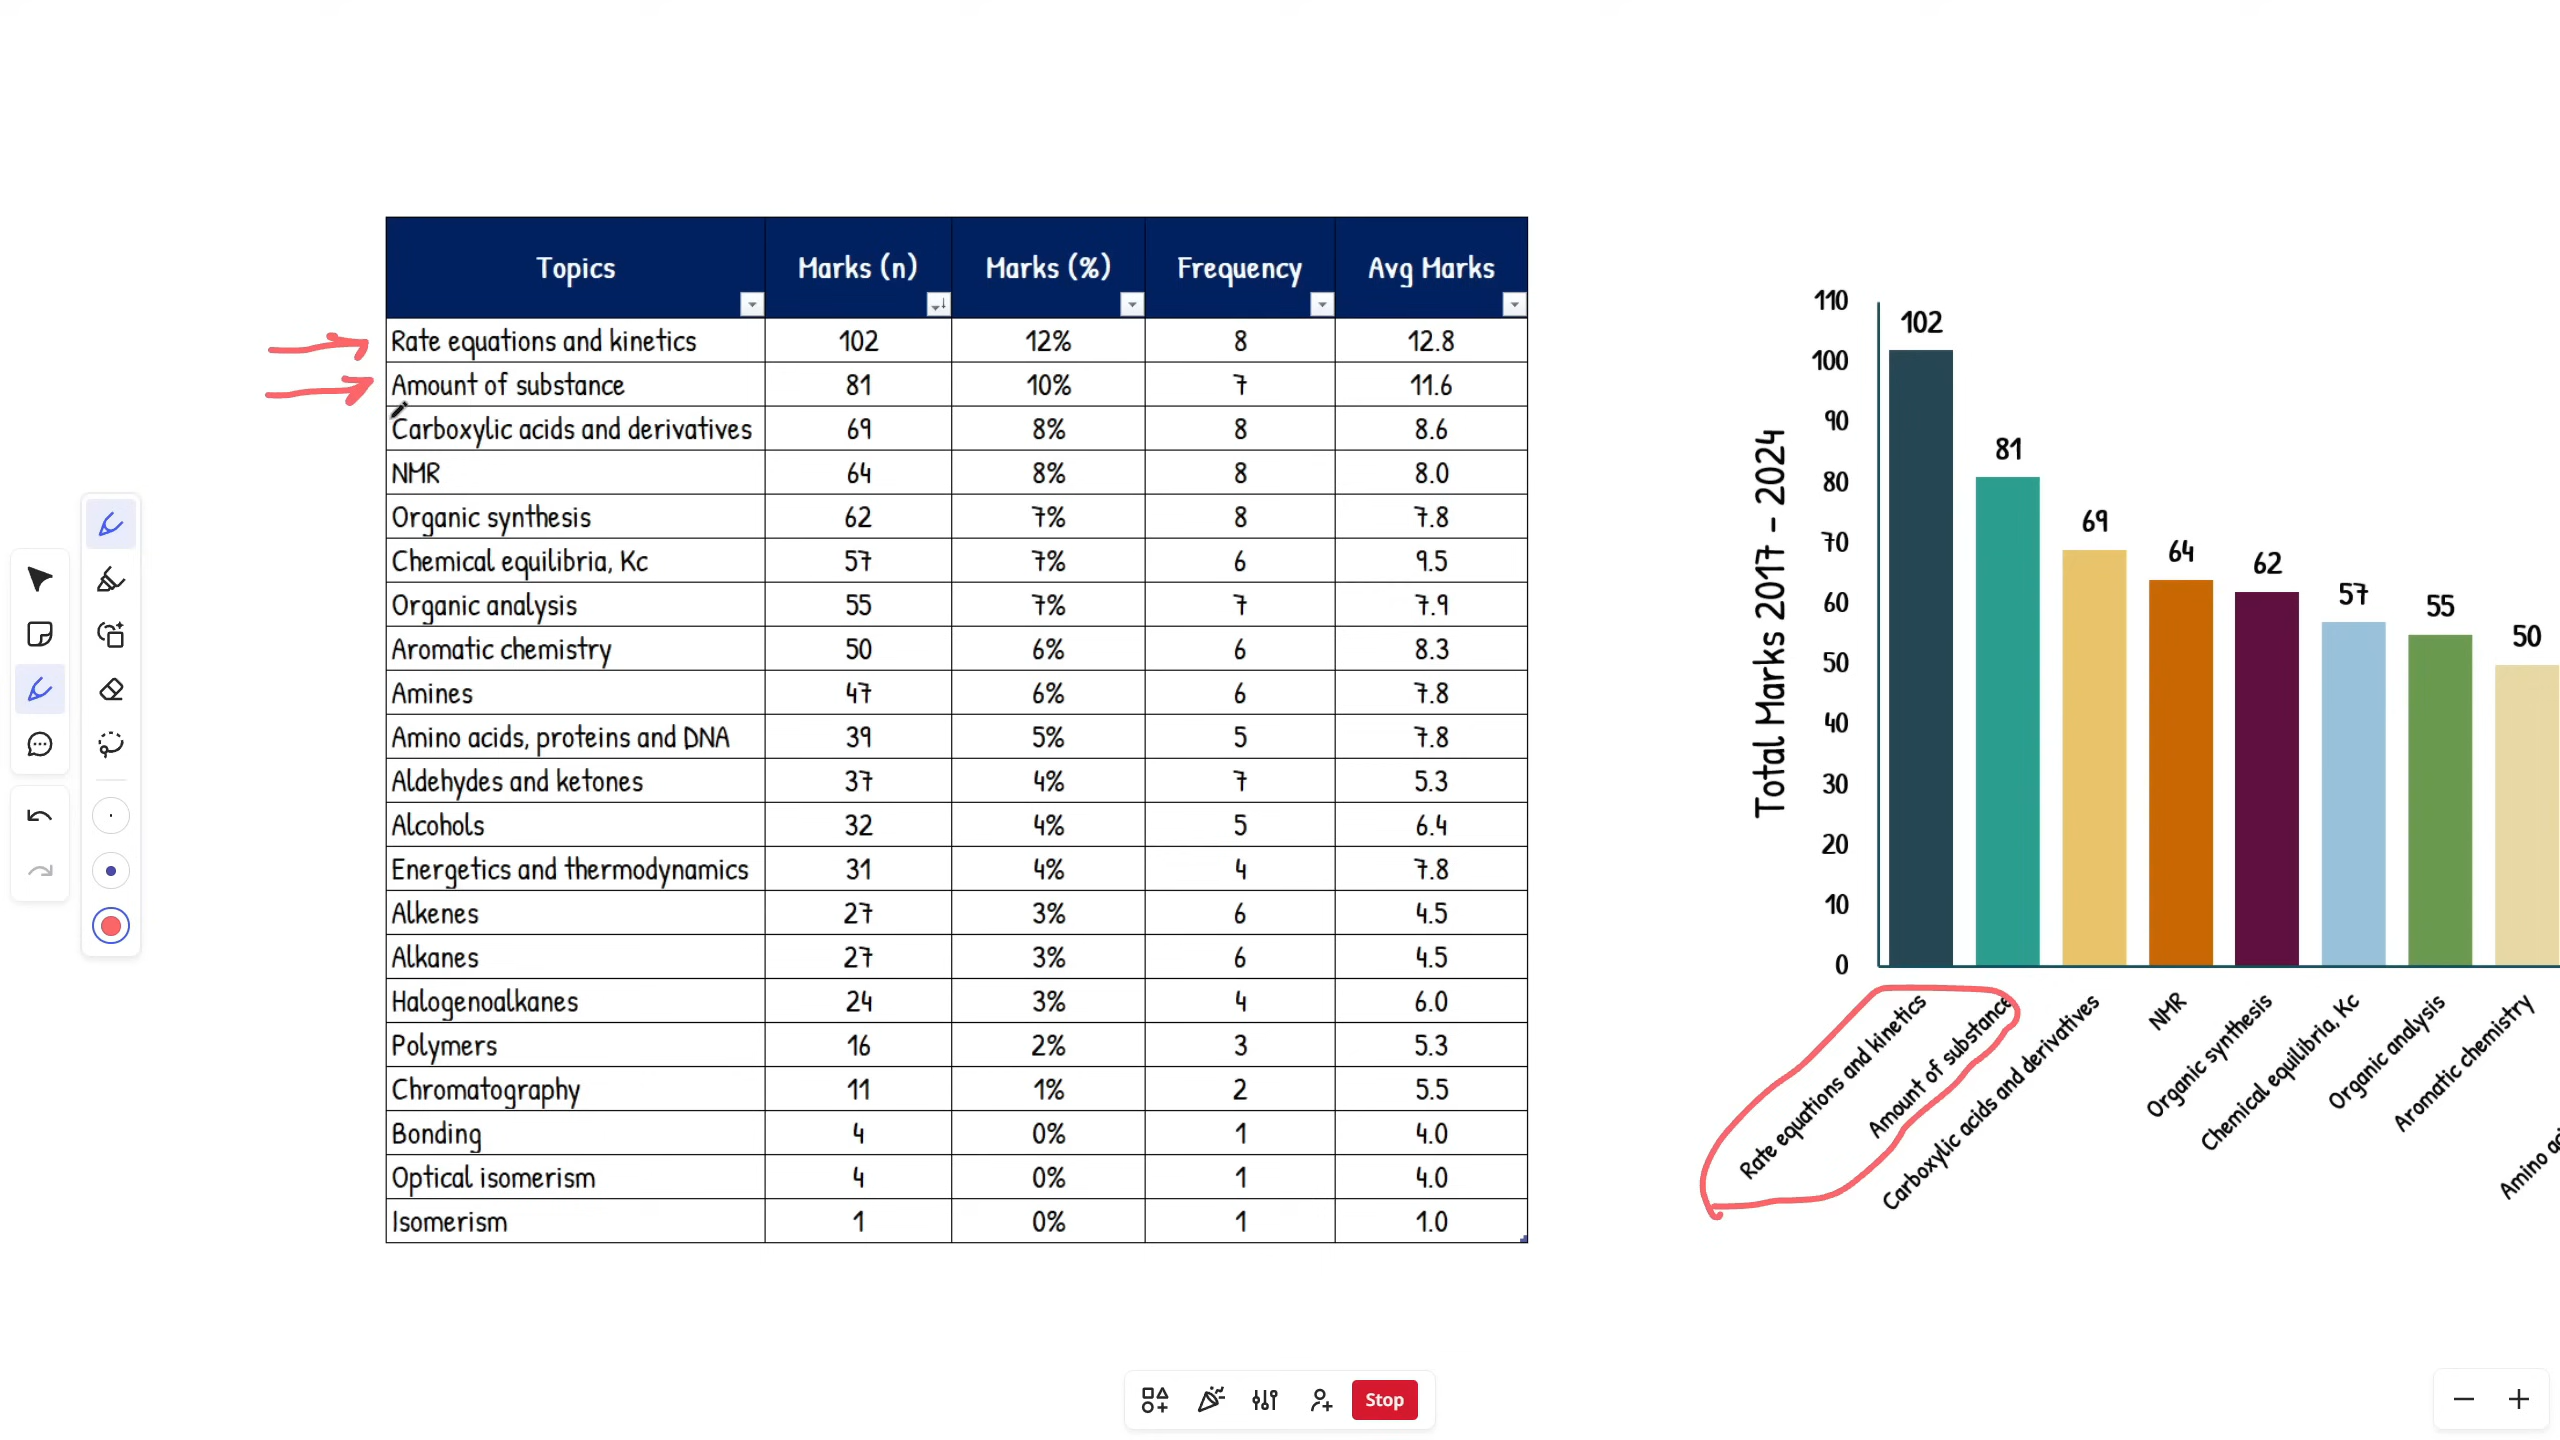 Topics Marks (n) Marks (%) Frequency Avg Marks
Rate equations and kinetics 102 12% 8 12.8
Amount of substance 81 10% 7 11.6
Carboxylic acids and derivatives 69 8% 8 8.6
NMR 64 8% 8 8.0
Organic synthesis 62 7% 8 7.8
Chemical equilibria, Kc 57 7% 6 9.5
Organic analysis 55 7% 7 7.9
Aromatic chemistry 50 6% 6 8.3
Amines 47 6% 6 7.8
Amino acids, proteins and DNA 39 5% 5 7.8
Aldehydes and ketones 37 4% 7 5.3
Alcohols 32 4% 5 6.4
Energetics and thermodynamics 31 4% 4 7.8
Alkenes 27 3% 6 4.5
Alkanes 27 3% 6 4.5
Halogenoalkanes 24 3% 4 6.0
Polymers 16 2% 3 5.3
Chromatography 11 1% 2 5.5
Bonding 4 0% 1 4.0
Optical isomerism 4 0% 1 4.0
Isomerism 1 0% 1 1.0
Total Marks 2017 - 2024
110
100
90
80
70
60
50
40
30
20
10
0
102
81
69
64
62
57
55
50
Rate equations and kinetics
Amount of substance
Carboxylic acids and derivatives
NMR
Organic synthesis
Chemical equilibria, Kc
Organic analysis
Aromatic chemistry
Amino
Stop